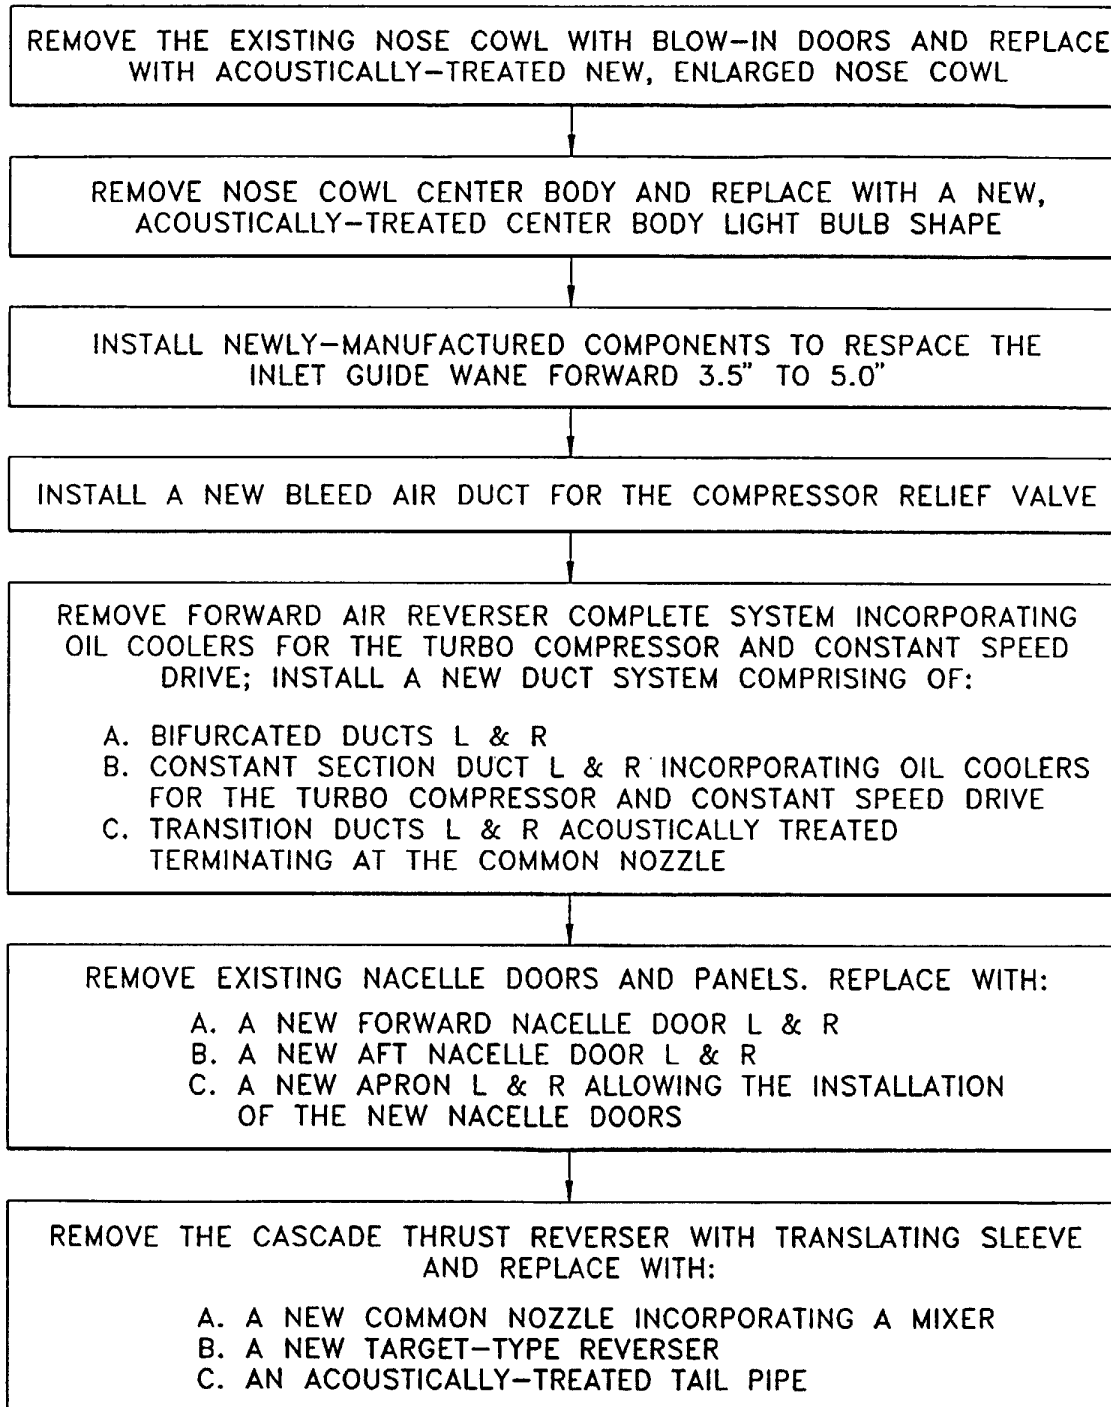 REMOVE THE EXISTING NOSE COWL WITH BLOW-IN DOORS AND REPLACE
WITH ACOUSTICALLY-TREATED NEW, ENLARGED NOSE COWL
REMOVE NOSE COWL CENTER BODY AND REPLACE WITH A NEW,
ACOUSTICALLY-TREATED CENTER BODY LIGHT BULB SHAPE
INSTALL NEWLY-MANUFACTURED COMPONENTS TO RESPACE THE
INLET GUIDE WANE FORWARD 3.5" TO 5.0"
INSTALL A NEW BLEED AIR DUCT FOR THE COMPRESSOR RELIEF VALVE
REMOVE FORWARD AIR REVERSER COMPLETE SYSTEM INCORPORATING
OIL COOLERS FOR THE TURBO COMPRESSOR AND CONSTANT SPEED
DRIVE; INSTALL A NEW DUCT SYSTEM COMPRISING OF:
A. BIFURCATED DUCTS L & R
B. CONSTANT SECTION DUCT L & R INCORPORATING OIL COOLERS
FOR THE TURBO COMPRESSOR AND CONSTANT SPEED DRIVE
C. TRANSITION DUCTS L & R ACOUSTICALLY TREATED
TERMINATING AT THE COMMON NOZZLE
REMOVE EXISTING NACELLE DOORS AND PANELS. REPLACE WITH:
A. A NEW FORWARD NACELLE DOOR L & R
B. A NEW AFT NACELLE DOOR L & R
C. A NEW APRON L & R ALLOWING THE INSTALLATION
OF THE NEW NACELLE DOORS
REMOVE THE CASCADE THRUST REVERSER WITH TRANSLATING SLEEVE
AND REPLACE WITH:
A. A NEW COMMON NOZZLE INCORPORATING A MIXER
B. A NEW TARGET-TYPE REVERSER
C. AN ACOUSTICALLY-TREATED TAIL PIPE